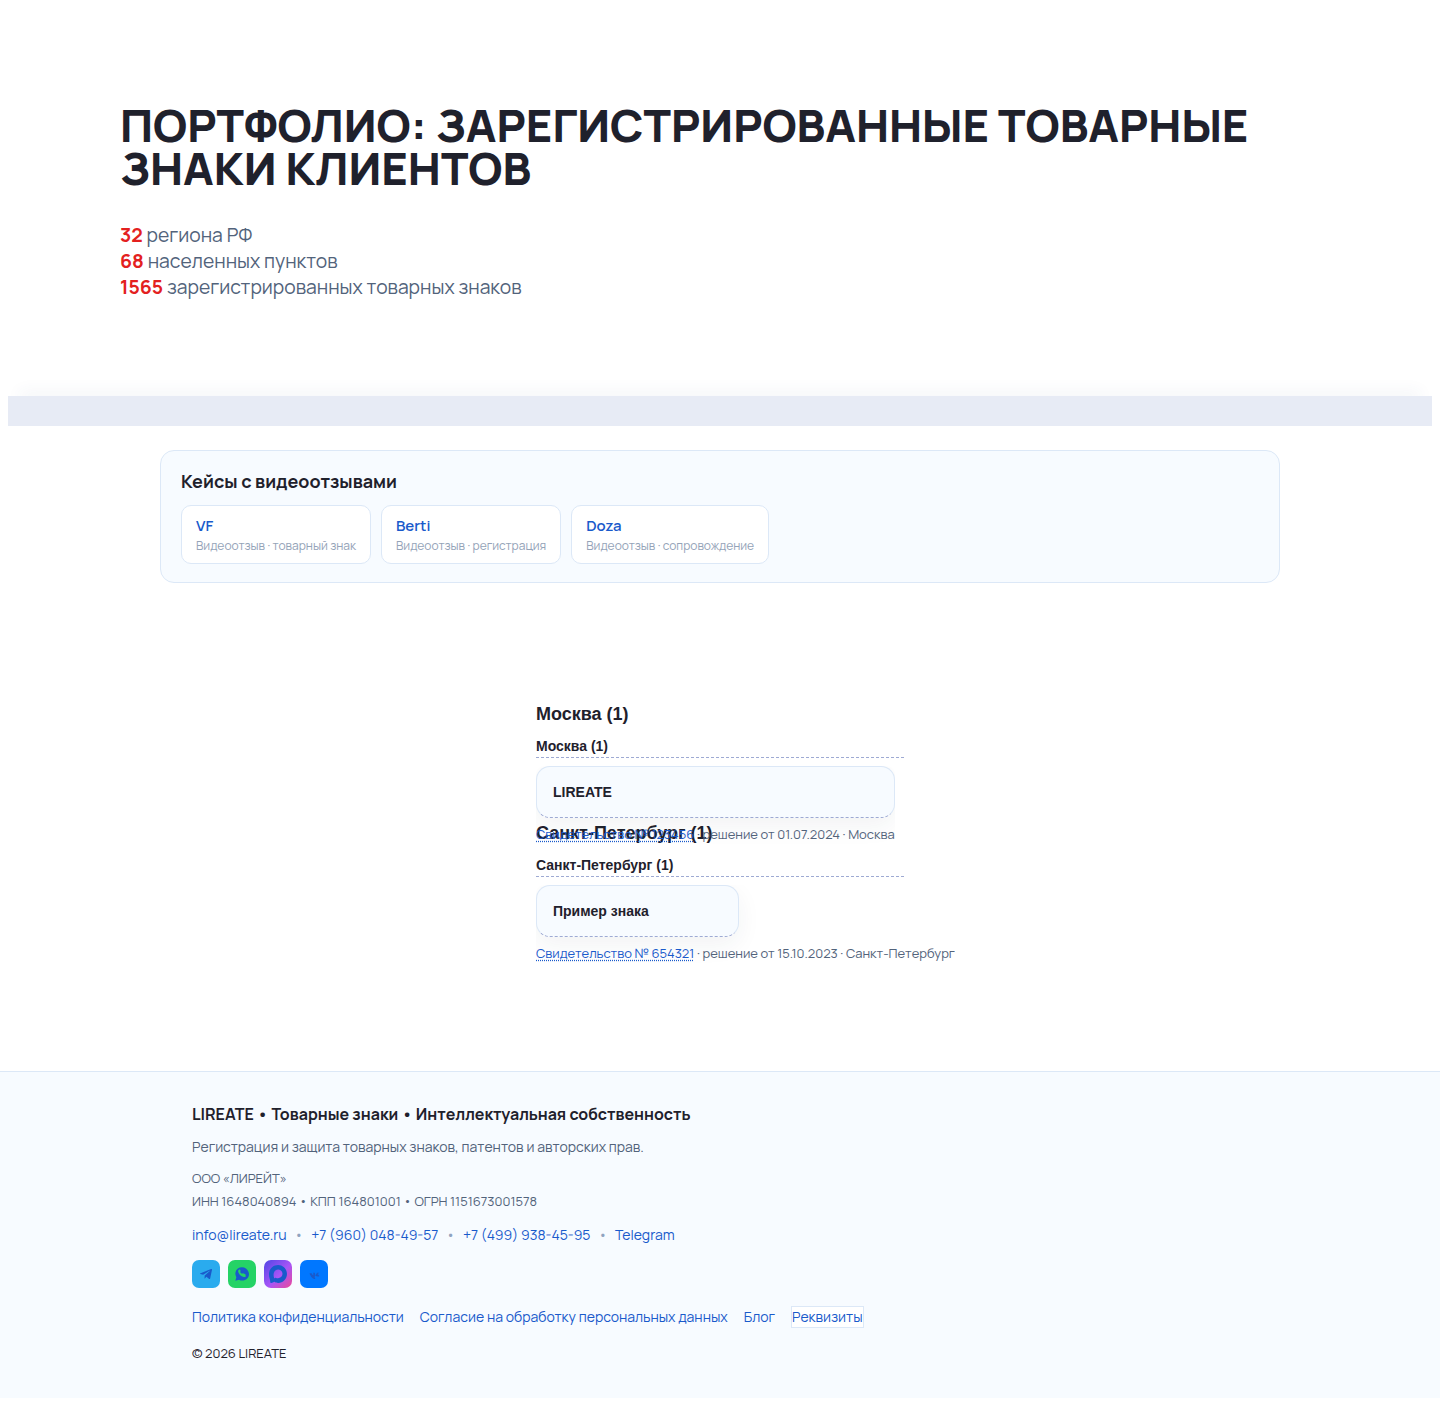 ПОРТФОЛИО: ЗАРЕГИСТРИРОВАННЫЕ ТОВАРНЫЕ
ЗНАКИ КЛИЕНТОВ
32 региона РФ
68 населенных пунктов
1565 зарегистрированных товарных знаков
Кейсы с видеоотзывами
VF
Видеоотзыв · товарный знак
Berti
Видеоотзыв · регистрация
Doza
Видеоотзыв · сопровождение
Москва (1)
Москва (1)
LIREATE
· решение от 01.07.2024 · Москва
Санкт-Петербург (1)
Санкт-Петербург (1)
Пример знака
Свидетельство № 654321 · решение от 15.10.2023 · Санкт-Петербург
LIREATE • Товарные знаки • Интеллектуальная собственность
Регистрация и защита товарных знаков, патентов и авторских прав.
ООО «ЛИРЕЙТ»
ИНН 1648040894 • КПП 164801001 • ОГРН 1151673001578
info@lireate.ru • +7 (960) 048-49-57 • +7 (499) 938-45-95 • Telegram
Политика конфиденциальности Согласие на обработку персональных данных Блог Реквизиты
© 2026 LIREATE